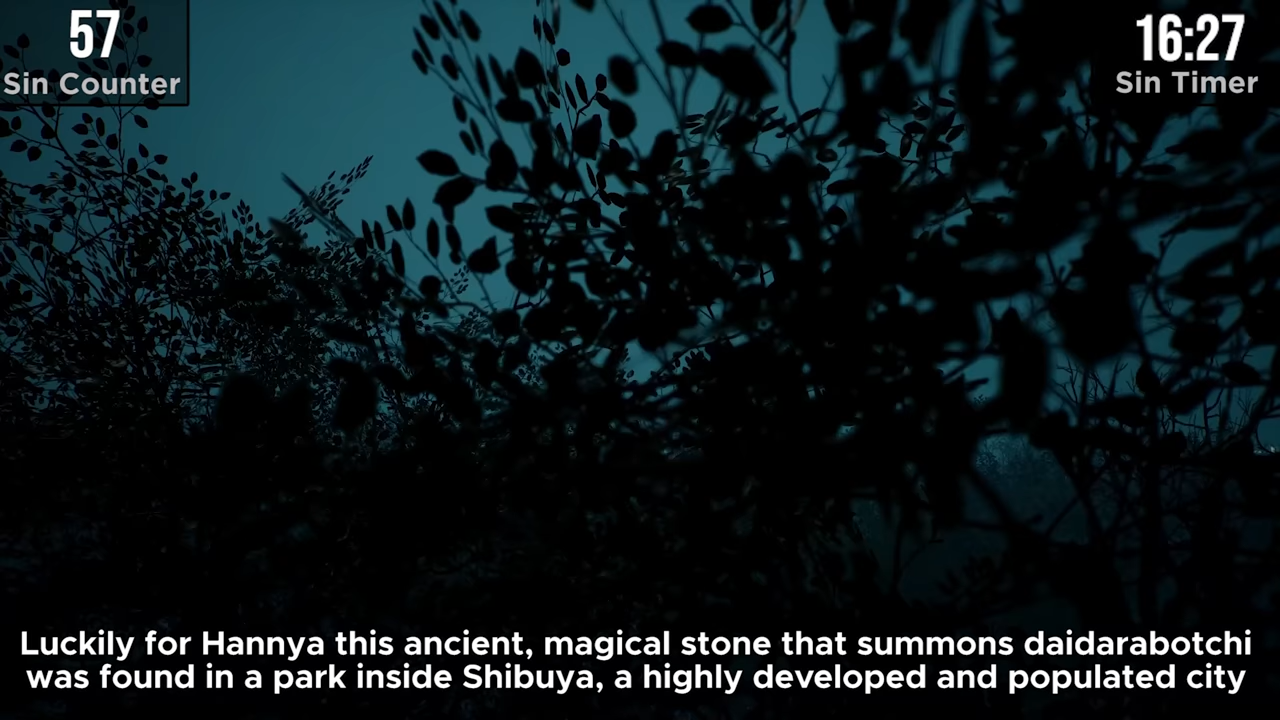 57
Sin Counter
16:27
Sin Timer
Luckily for Hannya this ancient, magical stone that summons daidarabotchi
was found in a park inside Shibuya, a highly developed and populated city